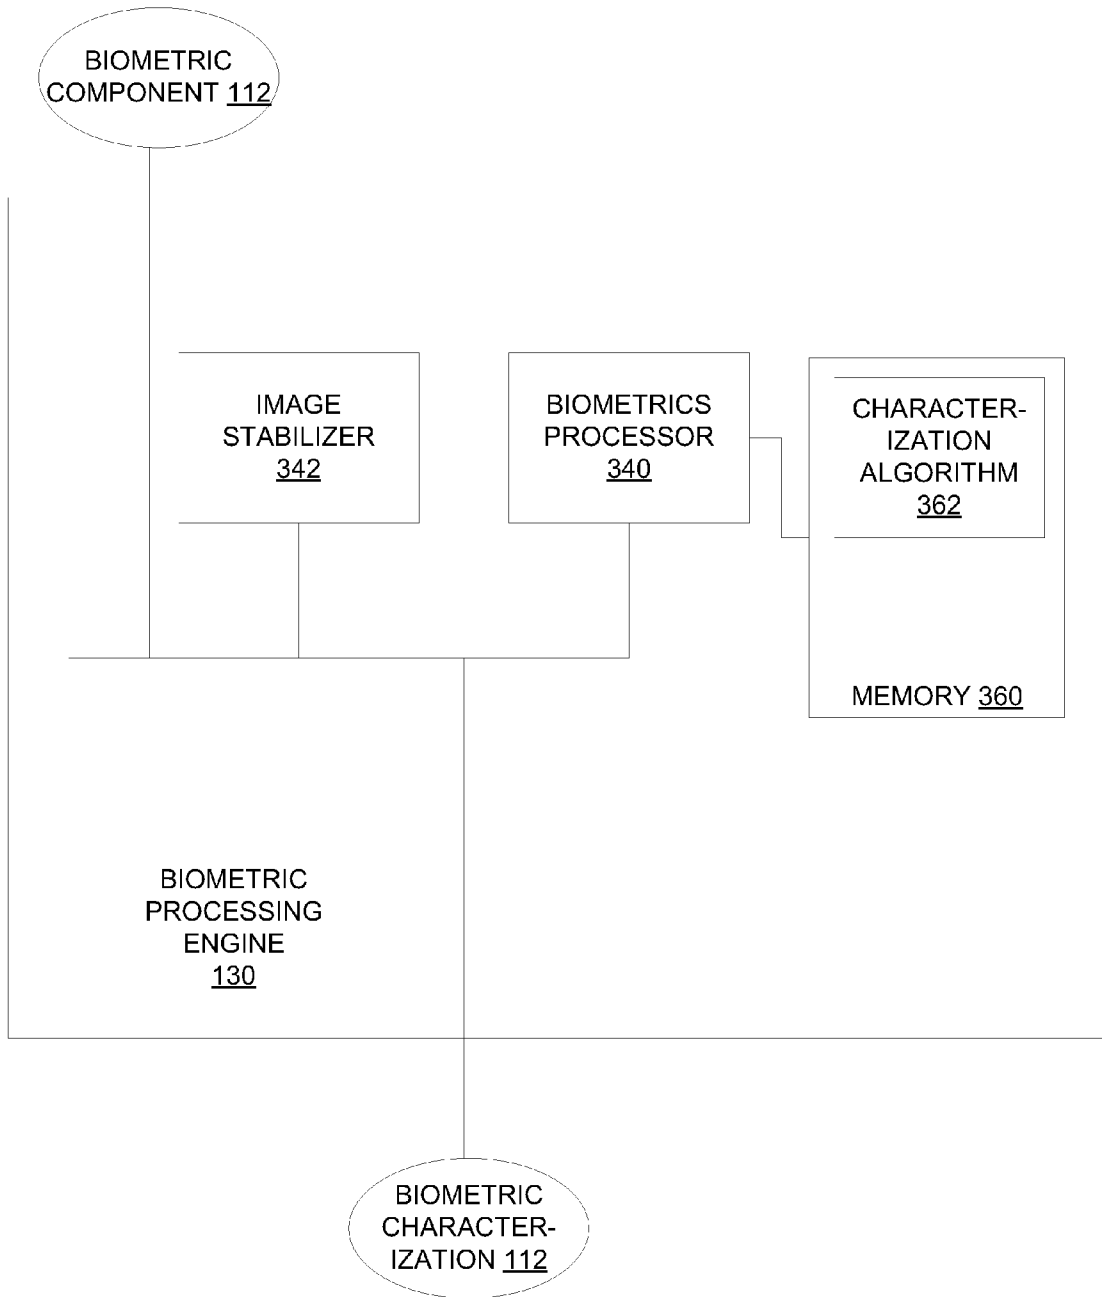 BIOMETRIC
COMPONENT 112
IMAGE
STABILIZER
342
BIOMETRICS
PROCESSOR
340
CHARACTER-
IZATION
ALGORITHM
362
MEMORY 360
BIOMETRIC
PROCESSING
ENGINE
130
BIOMETRIC
CHARACTER-
IZATION 112